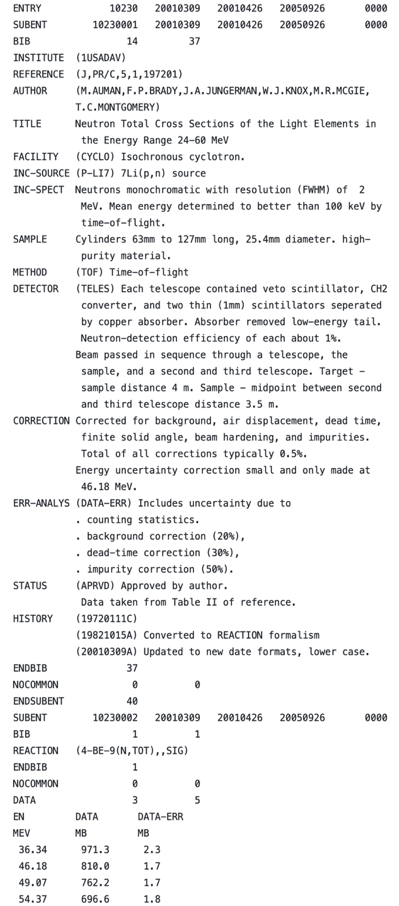 ENTRY 10230 20010309 20010426 20050926 0000
SUBENT 10230001 20010309 20010426 20050926 0000
BIB 14 37
INSTITUTE (1USADAV)
REFERENCE (J,PR/C,5,1,197201)
AUTHOR (M.AUMAN,F.P.BRADY,J.A.JUNGERMAN,W.J.KNOX,M.R.MCGIE,
T.C.MONTGOMERY)
TITLE Neutron Total Cross Sections of the Light Elements in
the Energy Range 24-60 MeV
FACILITY (CYCLO) Isochronous cyclotron.
INC-SOURCE (P-LI7) 7Li(p,n) source
INC-SPECT Neutrons monochromatic with resolution (FWHM) of 2
MeV. Mean energy determined to better than 100 keV by
time-of-flight.
SAMPLE Cylinders 63mm to 127mm long, 25.4mm diameter. high-
purity material.
METHOD (TOF) Time-of-flight
DETECTOR (TELES) Each telescope contained veto scintillator, CH2
converter, and two thin (1mm) scintillators seperated
by copper absorber. Absorber removed low-energy tail.
Neutron-detection efficiency of each about 1%.
Beam passed in sequence through a telescope, the
sample, and a second and third telescope. Target -
sample distance 4 m. Sample - midpoint between second
and third telescope distance 3.5 m.
CORRECTION Corrected for background, air displacement, dead time,
finite solid angle, beam hardening, and impurities.
Total of all corrections typically 0.5%.
Energy uncertainty correction small and only made at
46.18 MeV.
ERR-ANALYS (DATA-ERR) Includes uncertainty due to
. counting statistics.
. background correction (20%),
. dead-time correction (30%),
. impurity correction (50%).
STATUS (APRVD) Approved by author.
Data taken from Table II of reference.
HISTORY (19720111C)
(19821015A) Converted to REACTION formalism
(20010309A) Updated to new date formats, lower case.
ENDBIB 37
NOCOMMON 0 0
ENDSUBENT 40
SUBENT 10230002 20010309 20010426 20050926 0000
BIB 1 1
REACTION (4-BE-9(N,TOT),,SIG)
ENDBIB 1
NOCOMMON 0 0
DATA 3 5
EN DATA DATA-ERR
MEV MB MB
36.34 971.3 2.3
46.18 810.0 1.7
49.07 762.2 1.7
54.37 696.6 1.8